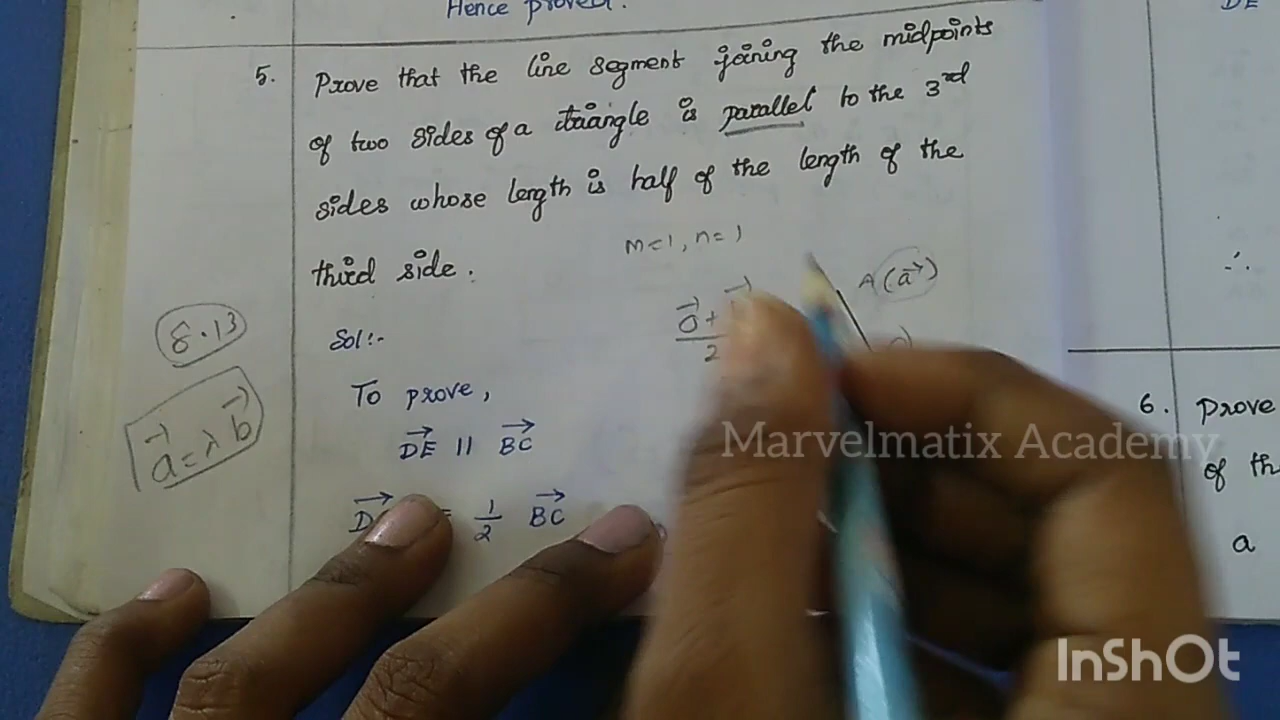 Hence proved.
DE
5. Prove that the line segment joining the midpoints
of two sides of a triangle is parallel to the 3rd
sides whose length is half of the length of the
third side.
m=1, n=1
A(a⃗)
8.13
Sol:-
O⃗ +
2
To prove,
DE⃗ || BC⃗
a⃗ = λ b⃗
= 1/2 BC⃗
∴
6. Prove
of th
a
Marvelmatix Academy
InShOt